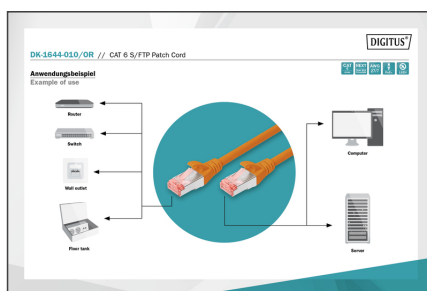 DIGITUS®
DK-1644-010/OR // CAT 6 S/FTP Patch Cord
CAT
Anwendungsbeispiel
Example of use
Router
Switch
Wall outlet
Floor tank
Computer
Server